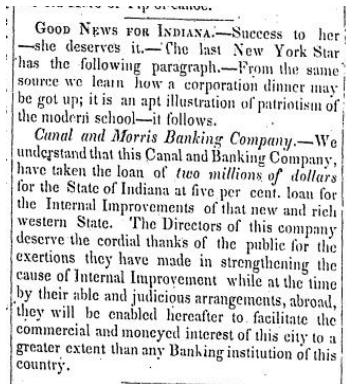 GOOD NEWS FOR INDIANA.—Success to her
—she deserves it.—The last New York Star
has the following paragraph.—From the same
source we learn how a corporation dinner may
be got up; it is an apt illustration of patriotism of
the modern school—it follows.
Canal and Morris Banking Company.—We
understand that this Canal and Banking Company,
have taken the loan of two millions of dollars
for the State of Indiana at five per cent. loan for
the Internal Improvements of that new and rich
western State. The Directors of this company
deserve the cordial thanks of the public for the
exertions they have made in strengthening the
cause of Internal Improvement while at the time
by their able and judicious arrangements, abroad,
they will be enabled hereafter to facilitate the
commercial and moneyed interest of this city to a
greater extent than any Banking institution of this
country.